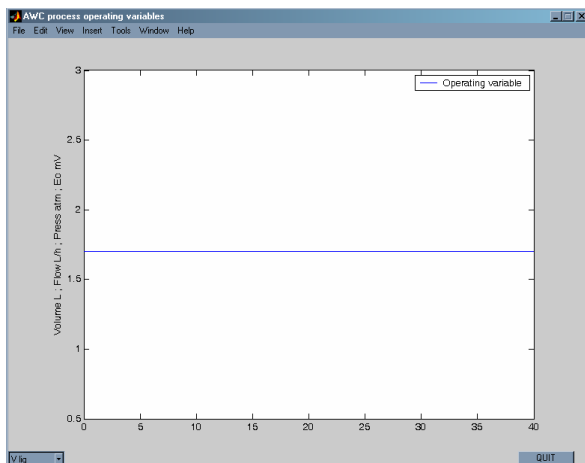 AWC process operating variables
File Edit View Insert Tools Window Help
Operating variable
Volume L ; Flow L/h ; Press atm ; Eo mV
3
2.5
2
1.5
1
0.5
0 5 10 15 20 25 30 35 40
V liq
QUIT